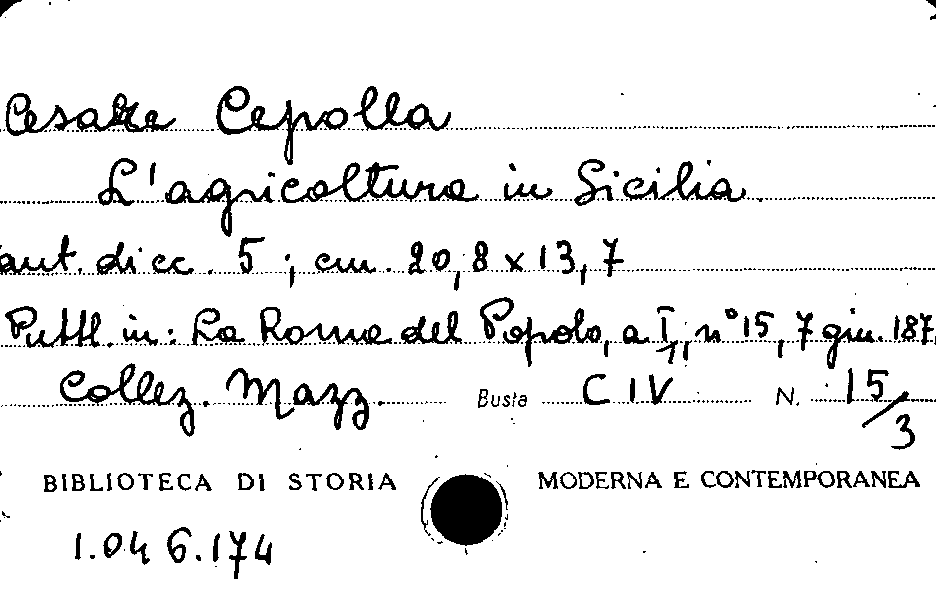 Cesare Cepolla
L'agricoltura in Sicilia
aut. di cc. 5 ; cm. 20,8 x 13,7
Pubbl. in: La Roma del Popolo, a. I, n° 15, 7 giu. 187
Collez. Mazz. Busta CIV N. 15/3
BIBLIOTECA DI STORIA MODERNA E CONTEMPORANEA
1.046.174